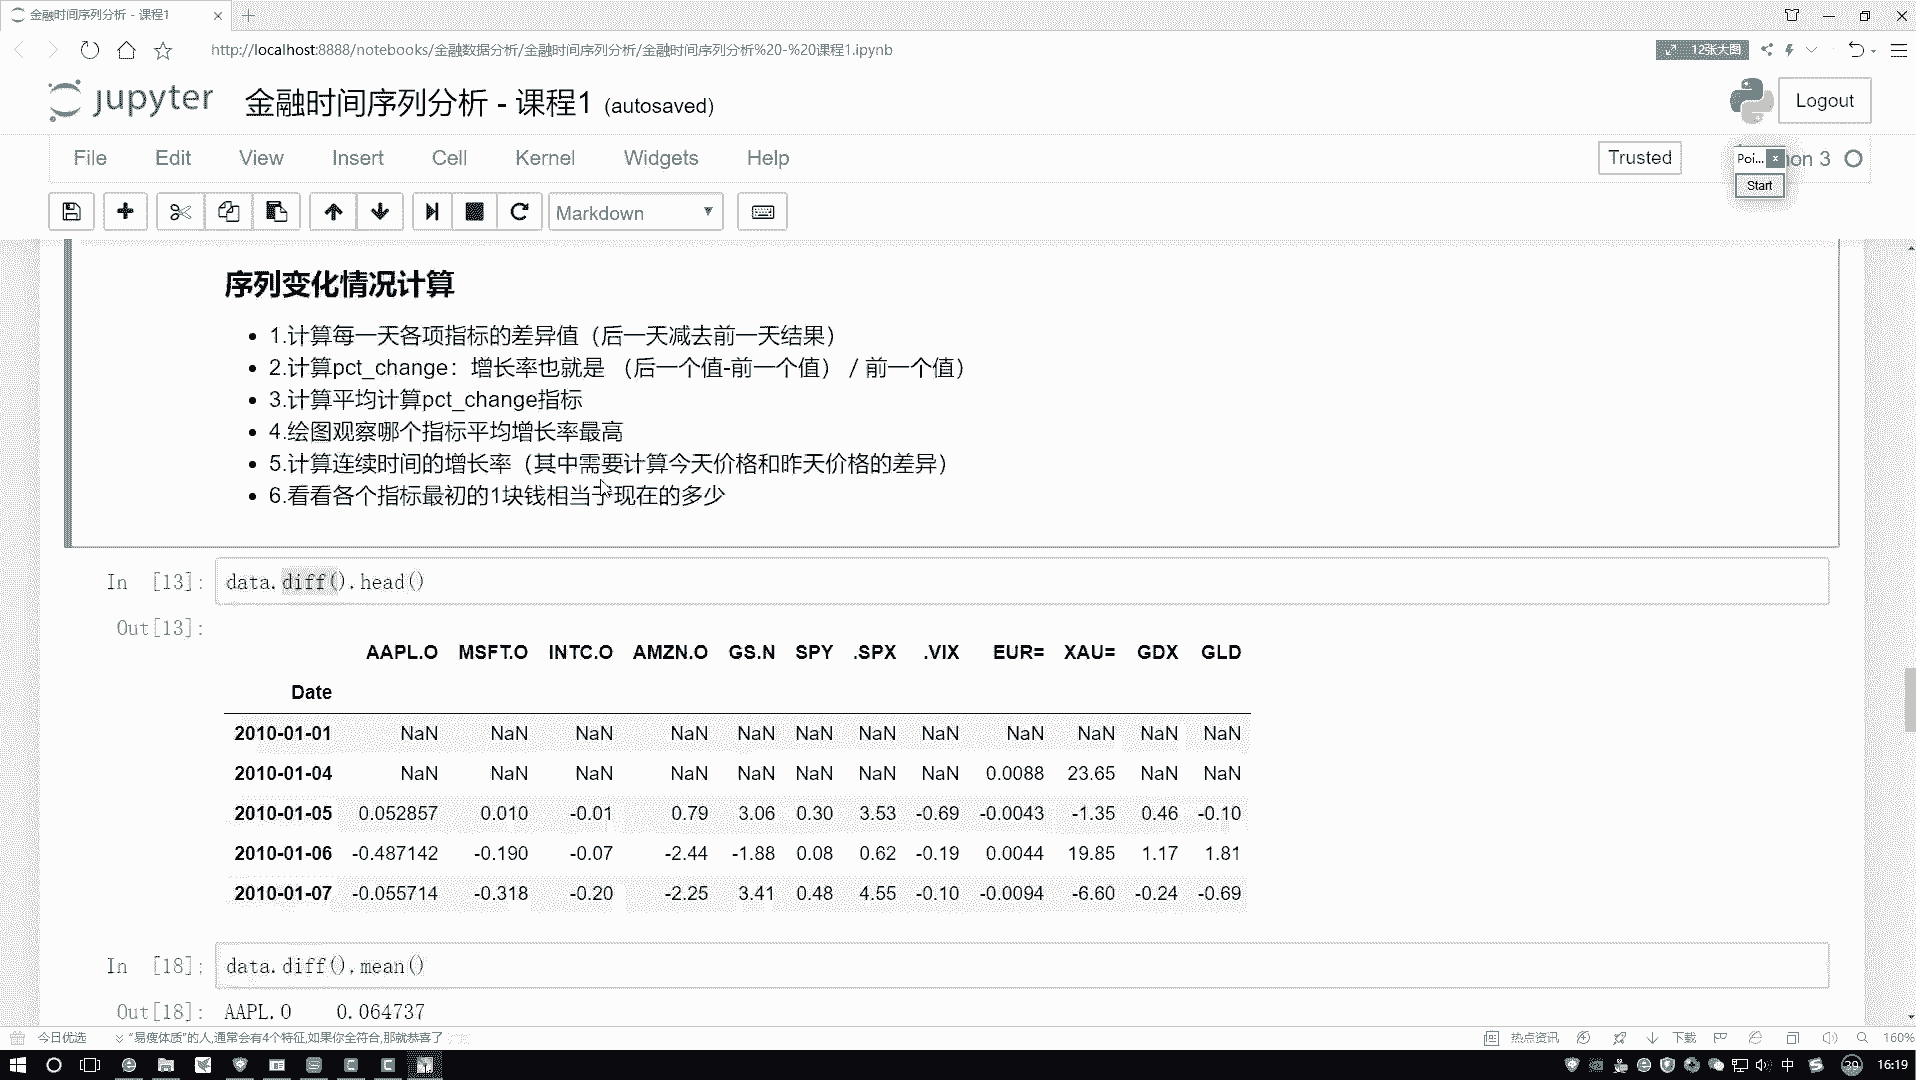 金融时间序列分析 - 课程1
http://localhost:8888/notebooks/金融数据分析/金融时间序列分析/金融时间序列分析%20-%20课程1.ipynb
12张大图
jupyter 金融时间序列分析 - 课程1 (autosaved)
Logout
File Edit View Insert Cell Kernel Widgets Help
Trusted
Poi... x
on 3
Start
Markdown
序列变化情况计算
• 1.计算每一天各项指标的差异值（后一天减去前一天结果）
• 2.计算pct_change：增长率也就是 （后一个值-前一个值） / 前一个值）
• 3.计算平均计算pct_change指标
• 4.绘图观察哪个指标平均增长率最高
• 5.计算连续时间的增长率（其中需要计算今天价格和昨天价格的差异）
• 6.看看各个指标最初的1块钱相当于现在的多少
In [13]: data.diff().head()
Out[13]:
AAPL.O MSFT.O INTC.O AMZN.O GS.N SPY .SPX .VIX EUR= XAU= GDX GLD
Date
2010-01-01 NaN NaN NaN NaN NaN NaN NaN NaN NaN NaN NaN NaN
2010-01-04 NaN NaN NaN NaN NaN NaN NaN NaN 0.0088 23.65 NaN NaN
2010-01-05 0.052857 0.010 -0.01 0.79 3.06 0.30 3.53 -0.69 -0.0043 -1.35 0.46 -0.10
2010-01-06 -0.487142 -0.190 -0.07 -2.44 -1.88 0.08 0.62 -0.19 0.0044 19.85 1.17 1.81
2010-01-07 -0.055714 -0.318 -0.20 -2.25 3.41 0.48 4.55 -0.10 -0.0094 -6.60 -0.24 -0.69
In [18]: data.diff().mean()
Out[18]: AAPL.O 0.064737
今日优选
“易瘦体质”的人,通常会有4个特征,如果你全符合,那就恭喜了
热点资讯
下载
160%
中
29
16:19